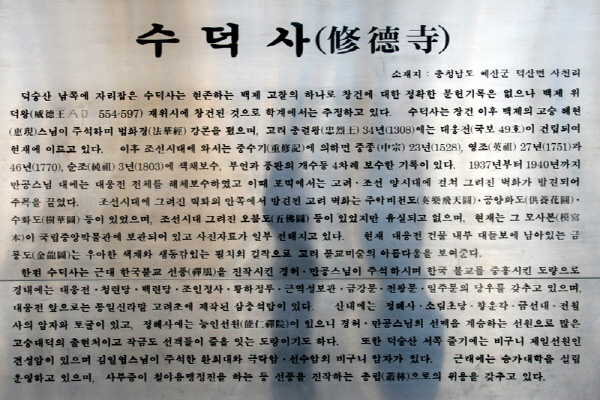 수 덕 사(修德寺)
소재지 : 충청남도 예산군 덕산면 사천리
덕숭산 남쪽에 자리잡은 수덕사는 현존하는 백제 고찰의 하나로 창건에 대한 정확한 문헌기록은 없으나 백제 위
덕왕(威德王A D 554-597) 재위시에 창건된 것으로 학계에서는 추정하고 있다. 수덕사는 창건 이후 백제의 고승 혜현
(惠現)스님이 주석하며 법화경(法華經) 강론을 폈으며, 고려 충렬왕(忠烈王) 34년(1308)에는 대웅전(국보 49호)이 건립되어
현재에 이르고 있다. 이후 조선시대에 와서는 중수기(重修記)에 의하면 중종(中宗) 23년(1528), 영조(英祖) 27년(1751)과
46년(1770), 순조(純祖) 3년(1803)에 색채보수, 부연과 풍판의 개수등 4차례 보수한 기록이 있다. 1937년부터 1940년까지
만공스님 대에는 대웅전 전체를 해체보수하였고 이때 포벽에서는 고려·조선 양시대에 걸쳐 그려진 벽화가 발견되어
주목을 끌었다. 조선시대에 그려진 벽화의 안쪽에서 발견된 고려 벽화는 주악비천도(奏樂飛天圖)·공양화도(供養花圖)·
수화도(樹華圖) 등이 있었으며, 조선시대 그려진 오불도(五佛圖) 등이 있었지만 유실되고 없으며, 현재는 그 모사본(模寫
本)이 국립중앙박물관에 보관되어 있고 사진자료가 일부 전해지고 있다. 현재 대웅전 건물 내부 대들보에 남아있는 금
룡도(金龍圖)는 우아한 색채와 생동감있는 필치의 걸작으로 고려 불교미술의 아름다움을 보여준다.
한편 수덕사는 근대 한국불교 선풍(禪風)을 진작시킨 경허·만공스님이 주석하시며 한국 불교를 중흥시킨 도량으로
경내에는 대웅전·청련당·백련당·조인정사·황하정루·근역성보관·금강문·전왕문·일주문의 당우를 갖추고 있으며,
대웅전 앞으로는 통일신라말 고려초에 제작된 삼층석탑이 있다. 산내에는 정혜사·소림초당·향운각·금선대·전월
사의 암자와 토굴이 있고, 정혜사에는 능인선원(能仁禪院)이 있으니 경허·만공스님의 선맥을 계승하는 선원으로 많은
고승대덕의 출현처이고 작금도 선객들이 줄을 잇는 도량이기도 하다. 또한 덕숭산 서쪽 줄기에는 비구니 제일선원인
견성암이 있으며 김일엽스님이 주석한 환희대와 극락암·선수암의 비구니 암자가 있다. 근래에는 승가대학을 설립
운영하고 있으며, 사부중이 참아용맹정진을 하는 등 선풍을 진작하는 총림(叢林)으로의 위용을 갖추고 있다.